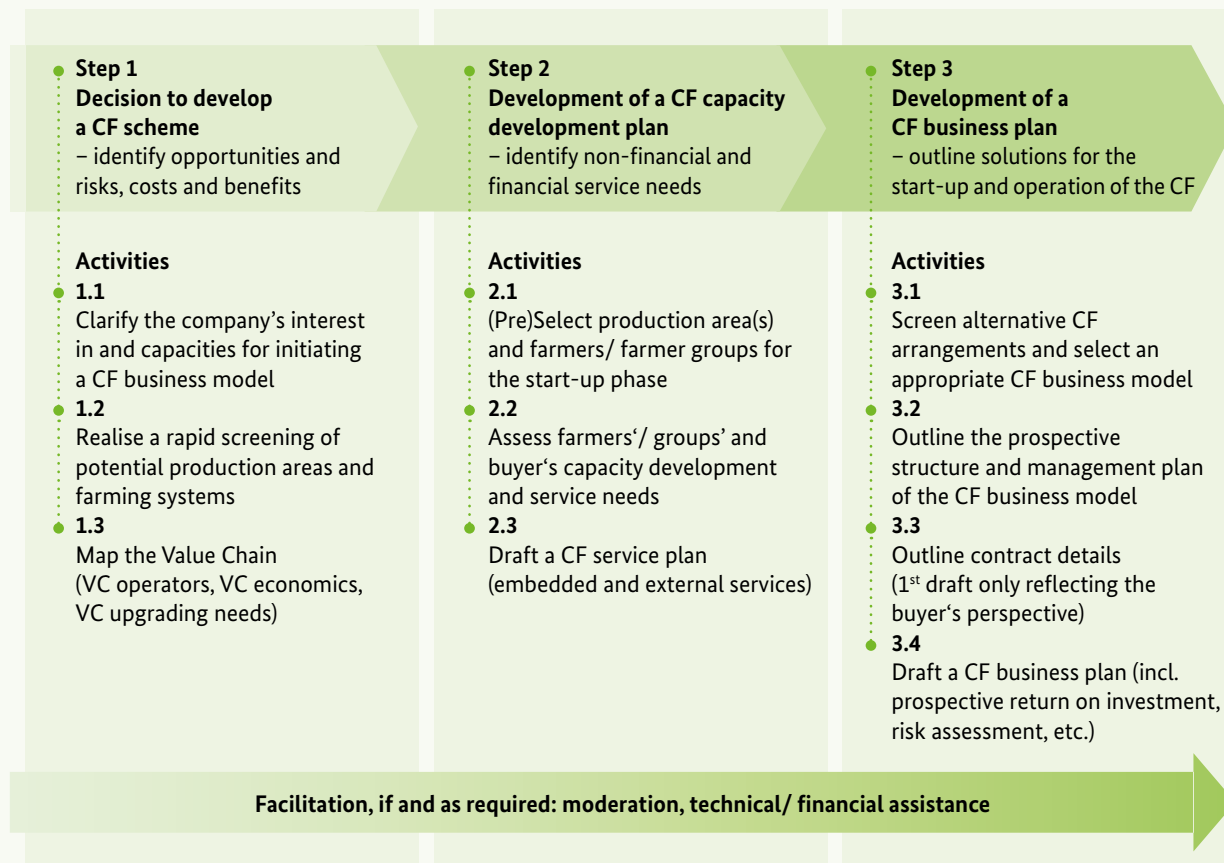 Step 1
Decision to develop
a CF scheme
– identify opportunities and
risks, costs and benefits
Activities
1.1
Clarify the company's interest
in and capacities for initiating
a CF business model
1.2
Realise a rapid screening of
potential production areas and
farming systems
1.3
Map the Value Chain
(VC operators, VC economics,
VC upgrading needs)
Step 2
Development of a CF capacity
development plan
– identify non-financial and
financial service needs
Activities
2.1
(Pre)Select production area(s)
and farmers/ farmer groups for
the start-up phase
2.2
Assess farmers‘/ groups’ and
buyer‘s capacity development
and service needs
2.3
Draft a CF service plan
(embedded and external services)
Step 3
Development of a
CF business plan
– outline solutions for the
start-up and operation of the CF
Activities
3.1
Screen alternative CF
arrangements and select an
appropriate CF business model
3.2
Outline the prospective
structure and management plan
of the CF business model
3.3
Outline contract details
(1st draft only reflecting the
buyer‘s perspective)
3.4
Draft a CF business plan (incl.
prospective return on investment,
risk assessment, etc.)
Facilitation, if and as required: moderation, technical/ financial assistance